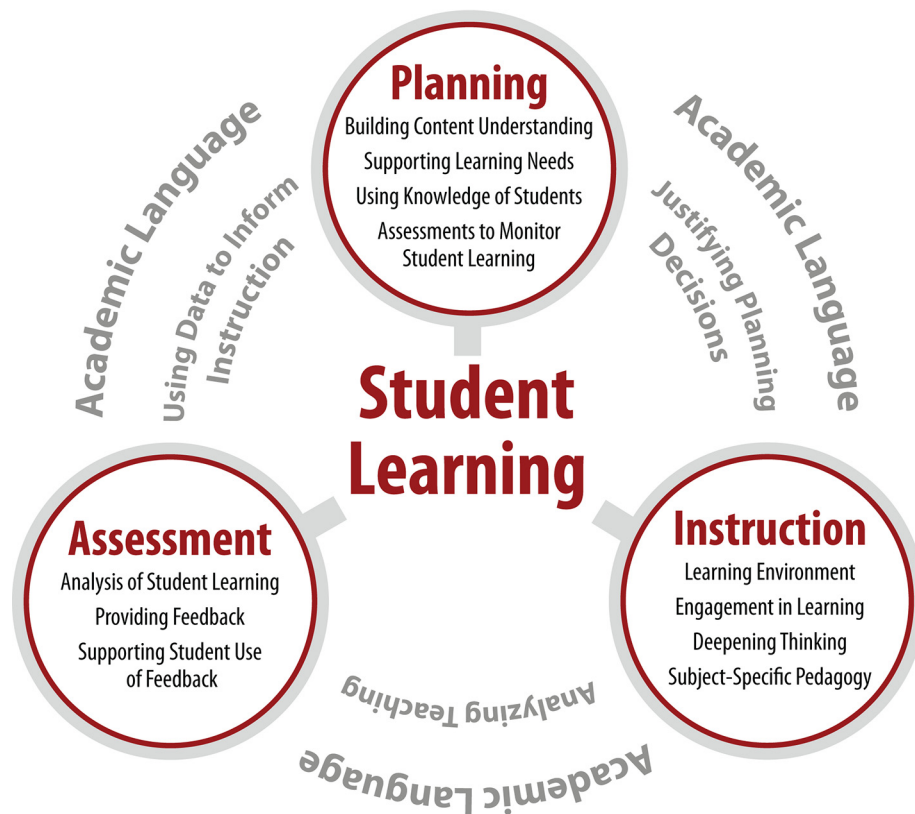 Planning
Building Content Understanding
Supporting Learning Needs
Using Knowledge of Students
Assessments to Monitor
Student Learning
Academic Language
Using Data to Inform
Instruction
Academic Language
Justifying Planning
Decisions
Student
Learning
Assessment
Analysis of Student Learning
Providing Feedback
Supporting Student Use
of Feedback
Instruction
Learning Environment
Engagement in Learning
Deepening Thinking
Subject-Specific Pedagogy
Analyzing Teaching
Academic Language